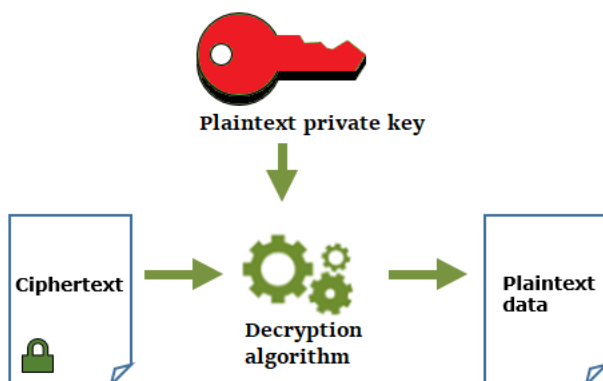 Plaintext private key
Ciphertext
Decryption
algorithm
Plaintext
data